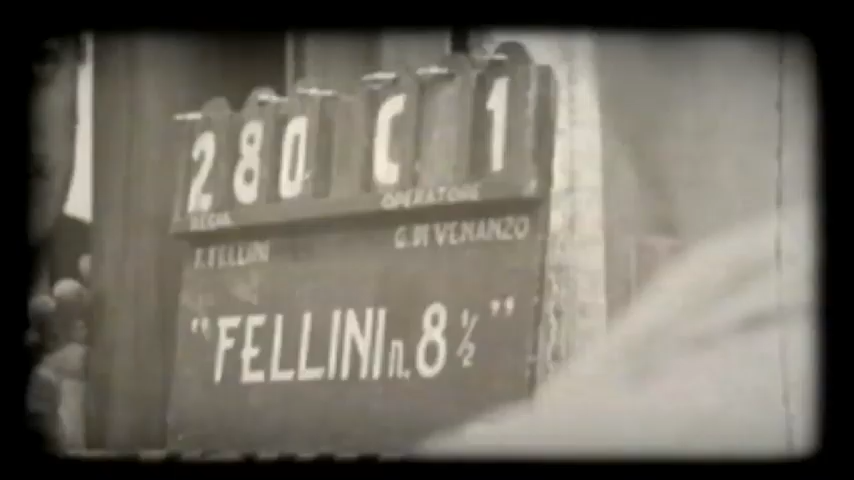 280 C 1
REGIA OPERATORE
F. FELLINI G. DI VENANZO
"FELLINI n. 8 ½"